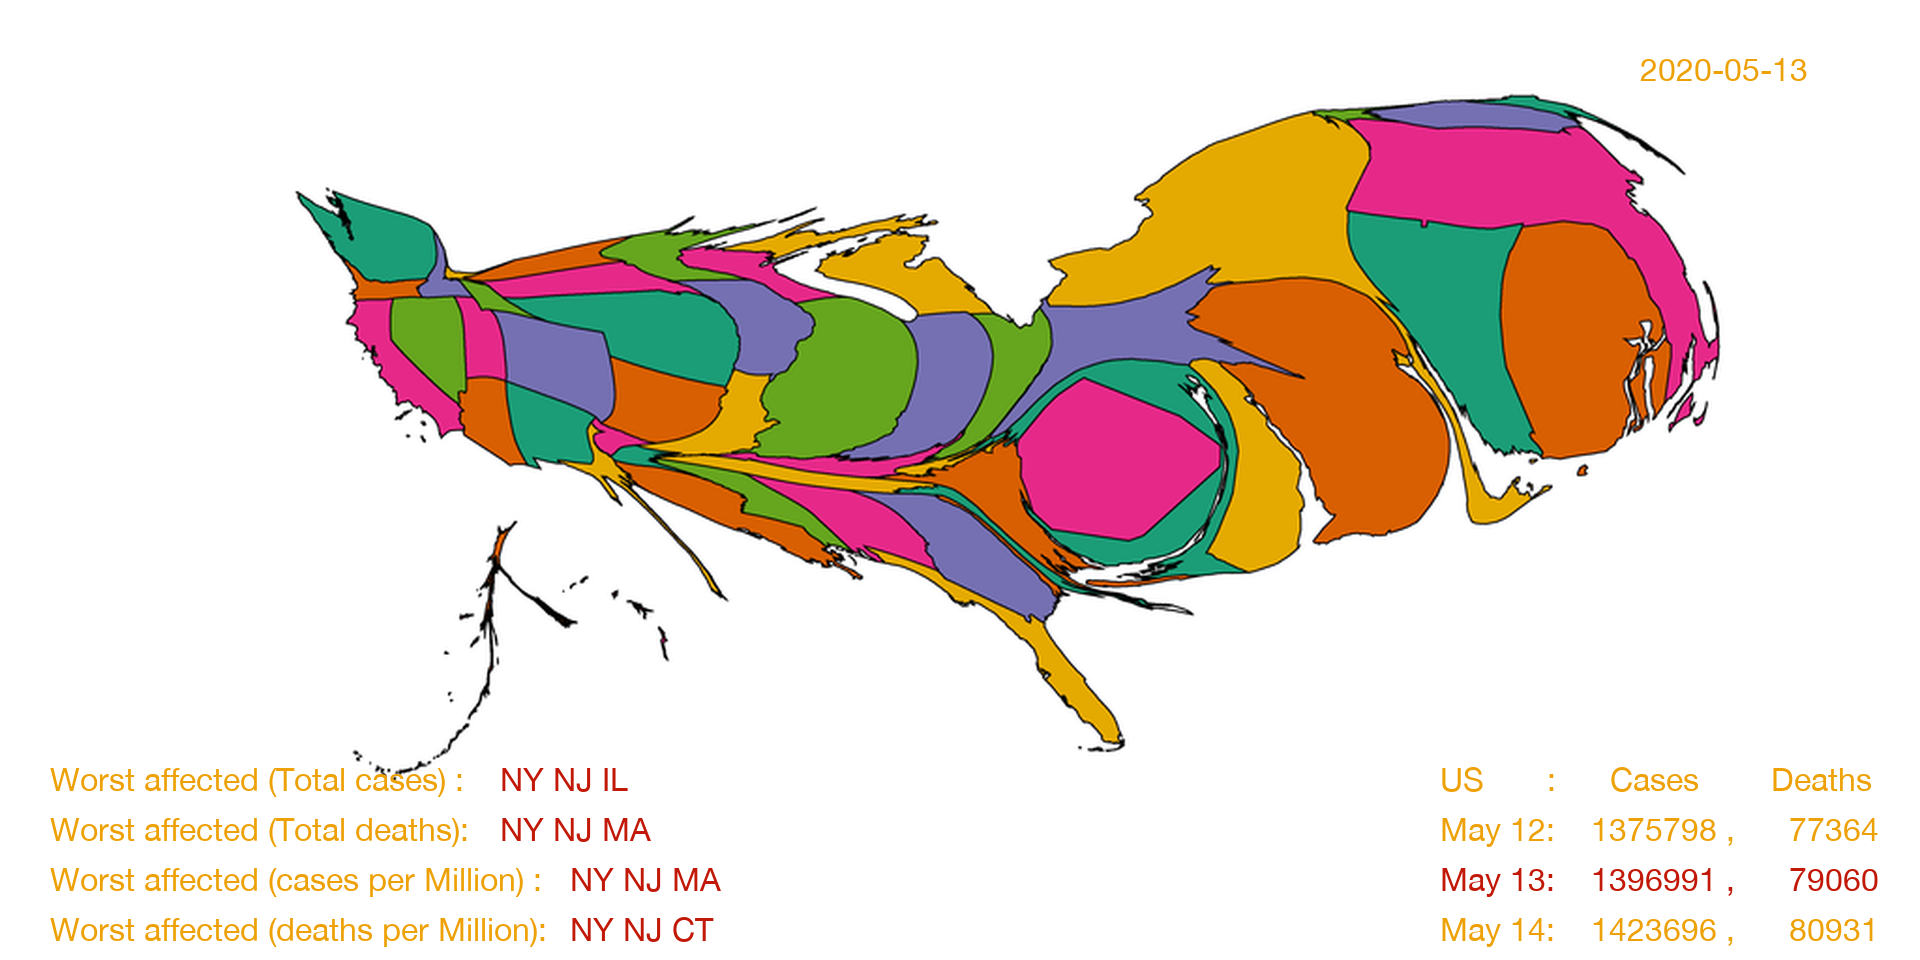 2020-05-13
Worst affected (Total cases) : NY NJ IL
Worst affected (Total deaths): NY NJ MA
Worst affected (cases per Million) : NY NJ MA
Worst affected (deaths per Million): NY NJ CT
US : Cases Deaths
May 12: 1375798 , 77364
May 13: 1396991 , 79060
May 14: 1423696 , 80931